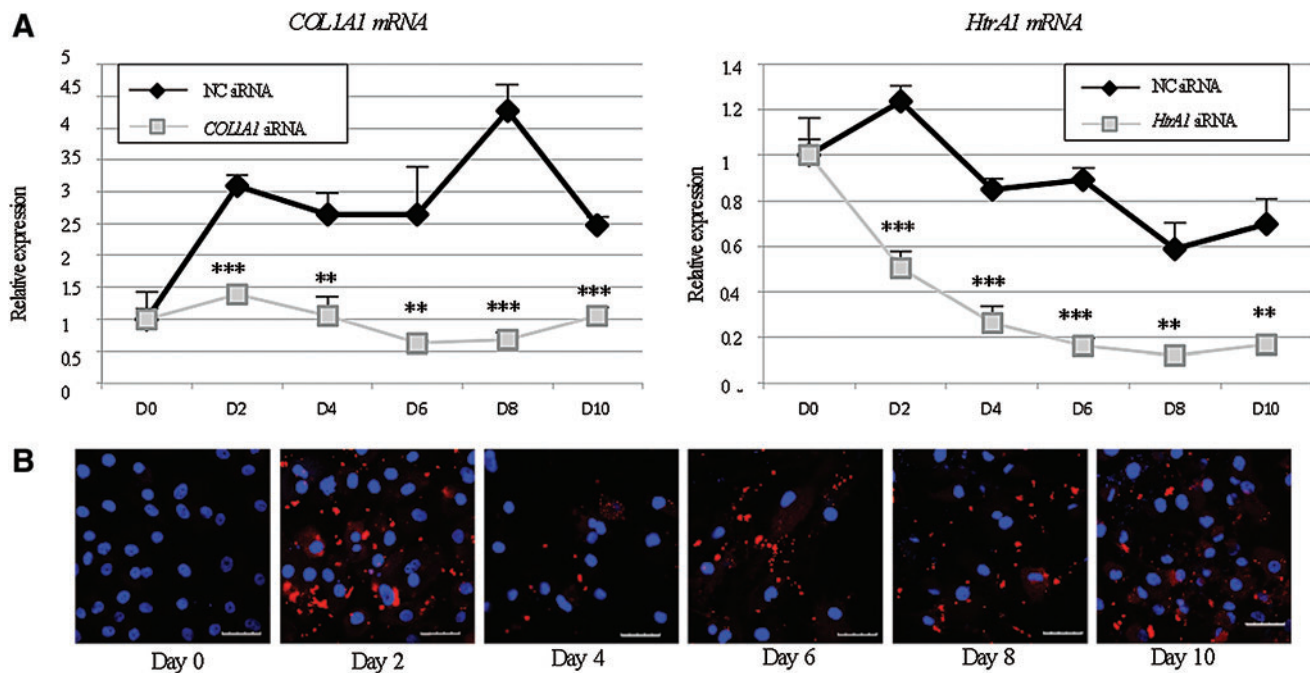 A
COL1A1 mRNA
HtrA1 mRNA
Relative expression
5
4.5
4
3.5
3
2.5
2
1.5
1
0.5
0
NC siRNA
COL1A1 siRNA
***
**
**
***
***
D0
D2
D4
D6
D8
D10
Relative expression
1.4
1.2
1
0.8
0.6
0.4
0.2
0
NC siRNA
HtrA1 siRNA
***
***
***
**
**
D0
D2
D4
D6
D8
D10
B
Day 0
Day 2
Day 4
Day 6
Day 8
Day 10